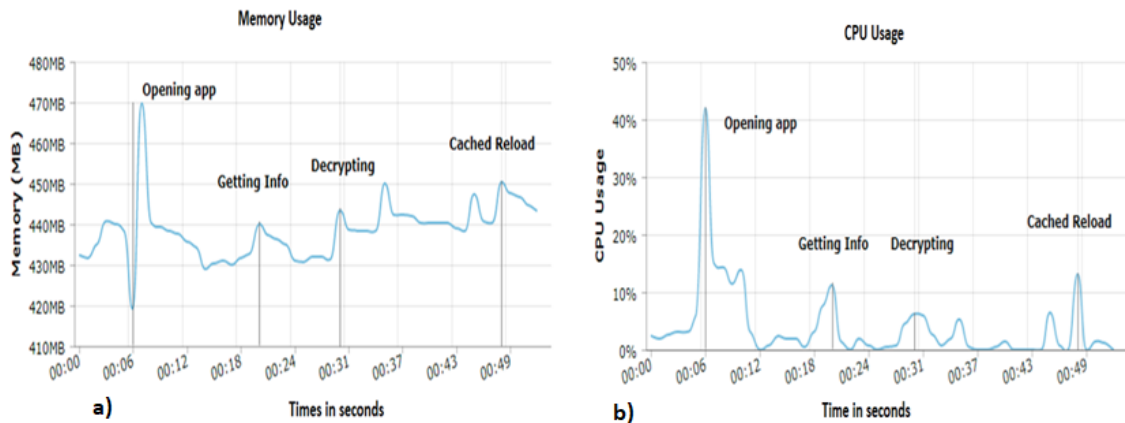 Memory Usage
480MB
470MB
460MB
450MB
440MB
430MB
420MB
410MB
Memory (MB)
Opening app
Getting Info
Decrypting
Cached Reload
00:00
00:06
00:12
00:18
00:24
00:31
00:37
00:43
00:49
Times in seconds
a)
CPU Usage
50%
40%
30%
20%
10%
0%
CPU Usage
Opening app
Getting Info
Decrypting
Cached Reload
00:00
00:06
00:12
00:18
00:24
00:31
00:37
00:43
00:49
Time in seconds
b)